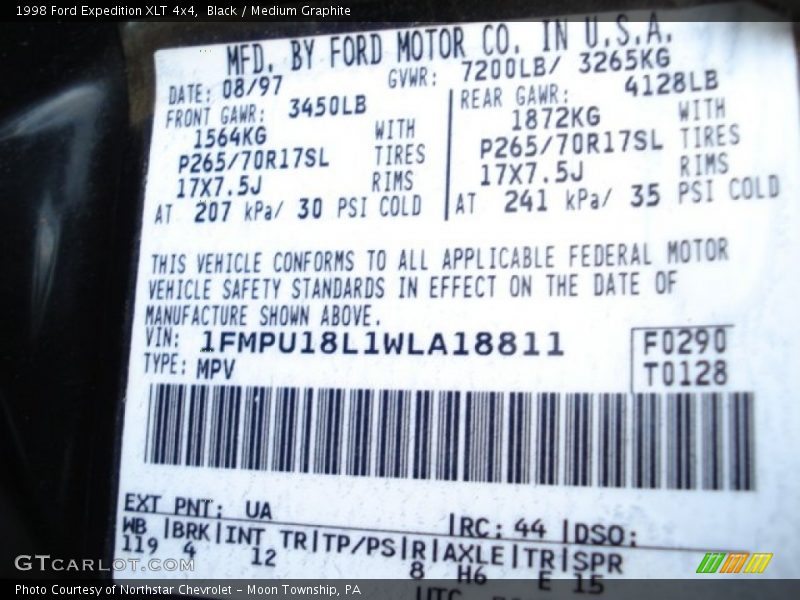 1998 Ford Expedition XLT 4x4, Black / Medium Graphite
MFD. BY FORD MOTOR CO. IN U.S.A.
DATE: 08/97 GVWR: 7200LB/ 3265KG
FRONT GAWR: 3450LB REAR GAWR: 4128LB
1564KG WITH 1872KG WITH
P265/70R17SL TIRES P265/70R17SL TIRES
17X7.5J RIMS 17X7.5J RIMS
AT 207 kPa/ 30 PSI COLD AT 241 kPa/ 35 PSI COLD
THIS VEHICLE CONFORMS TO ALL APPLICABLE FEDERAL MOTOR
VEHICLE SAFETY STANDARDS IN EFFECT ON THE DATE OF
MANUFACTURE SHOWN ABOVE.
VIN: 1FMPU18L1WLA18811 F0290
TYPE: MPV T0128
EXT PNT: UA RC: 44 DSO:
WB BRK INT TR TP/PS R AXLE TR SPR
119 4 12 8 H6 E 15
UTC
GTCARLOT.COM
Photo Courtesy of Northstar Chevrolet - Moon Township, PA